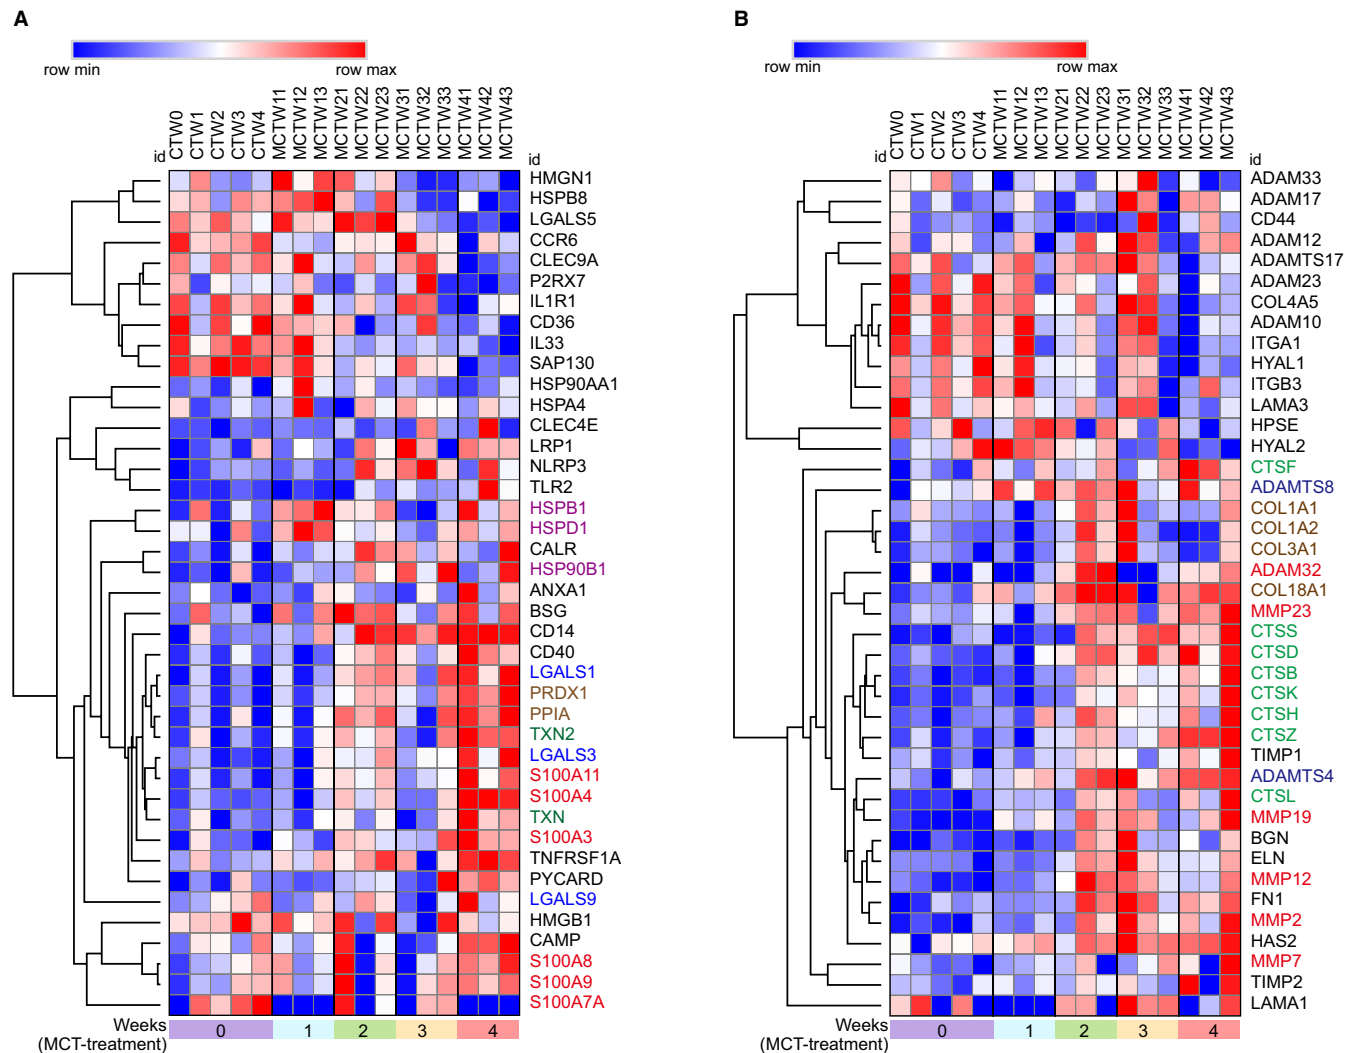 A
row min
row max
id
CTW0
CTW1
CTW2
CTW3
CTW4
MCTW11
MCTW12
MCTW13
MCTW21
MCTW22
MCTW23
MCTW31
MCTW32
MCTW33
MCTW41
MCTW42
MCTW43
id
HMGN1
HSPB8
LGALS5
CCR6
CLEC9A
P2RX7
IL1R1
CD36
IL33
SAP130
HSP90AA1
HSPA4
CLEC4E
LRP1
NLRP3
TLR2
HSPB1
HSPD1
CALR
HSP90B1
ANXA1
BSG
CD14
CD40
LGALS1
PRDX1
PPIA
TXN2
LGALS3
S100A11
S100A4
TXN
S100A3
TNFRSF1A
PYCARD
LGALS9
HMGB1
CAMP
S100A8
S100A9
S100A7A
Weeks
(MCT-treatment)
0
1
2
3
4
B
row min
row max
id
CTW0
CTW1
CTW2
CTW3
CTW4
MCTW11
MCTW12
MCTW13
MCTW21
MCTW22
MCTW23
MCTW31
MCTW32
MCTW33
MCTW41
MCTW42
MCTW43
id
ADAM33
ADAM17
CD44
ADAM12
ADAMTS17
ADAM23
COL4A5
ADAM10
ITGA1
HYAL1
ITGB3
LAMA3
HPSE
HYAL2
CTSF
ADAMTS8
COL1A1
COL1A2
COL3A1
ADAM32
COL18A1
MMP23
CTSS
CTSD
CTSB
CTSK
CTSH
CTSZ
TIMP1
ADAMTS4
CTSL
MMP19
BGN
ELN
MMP12
FN1
MMP2
HAS2
MMP7
TIMP2
LAMA1
Weeks
(MCT-treatment)
0
1
2
3
4